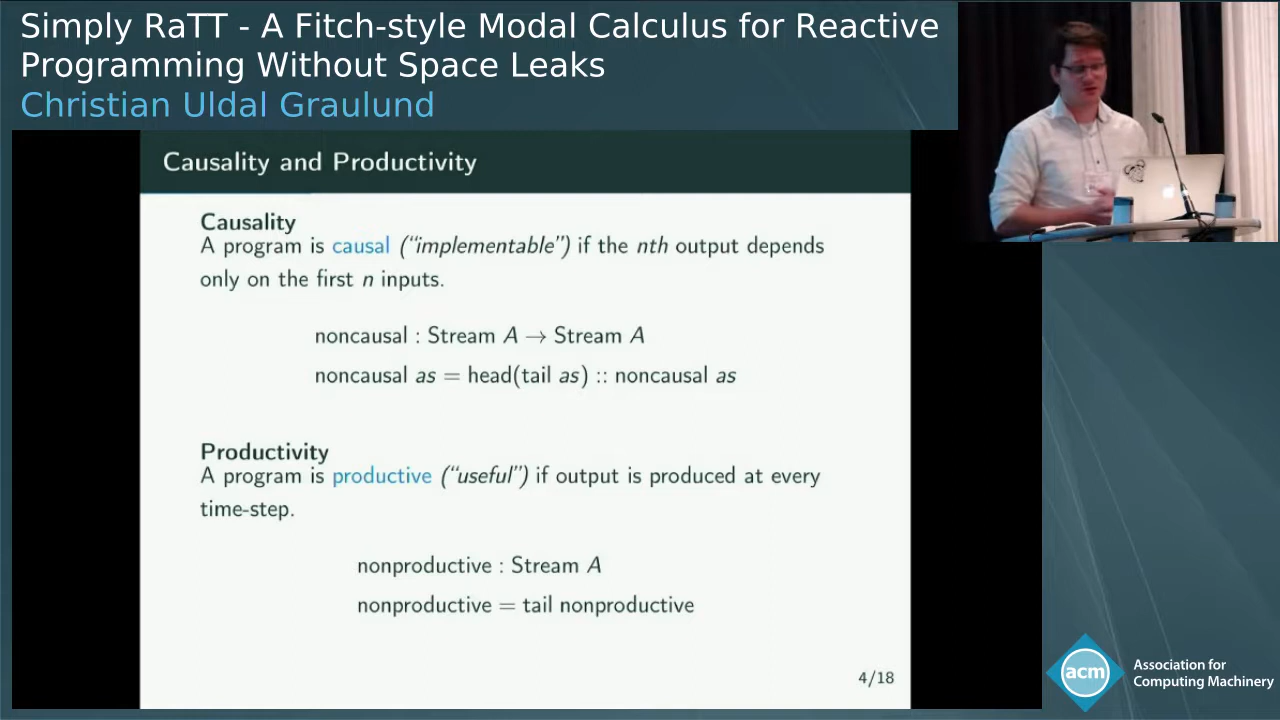 Simply RaTT - A Fitch-style Modal Calculus for Reactive
Programming Without Space Leaks
Christian Uldal Graulund
Causality and Productivity
Causality
A program is causal (“implementable”) if the nth output depends
only on the first n inputs.
noncausal : Stream A → Stream A
noncausal as = head(tail as) :: noncausal as
Productivity
A program is productive (“useful”) if output is produced at every
time-step.
nonproductive : Stream A
nonproductive = tail nonproductive
4/18
acm
Association for
Computing Machinery